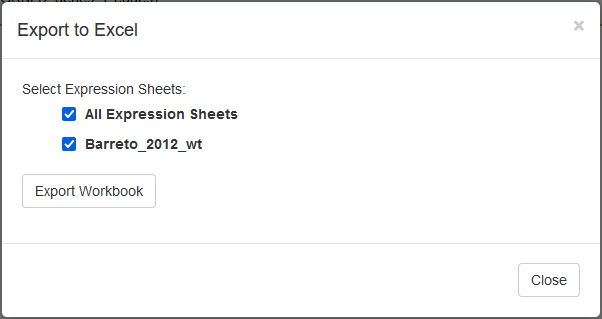 Export to Excel
×
Select Expression Sheets:
All Expression Sheets
Barreto_2012_wt
Export Workbook
Close